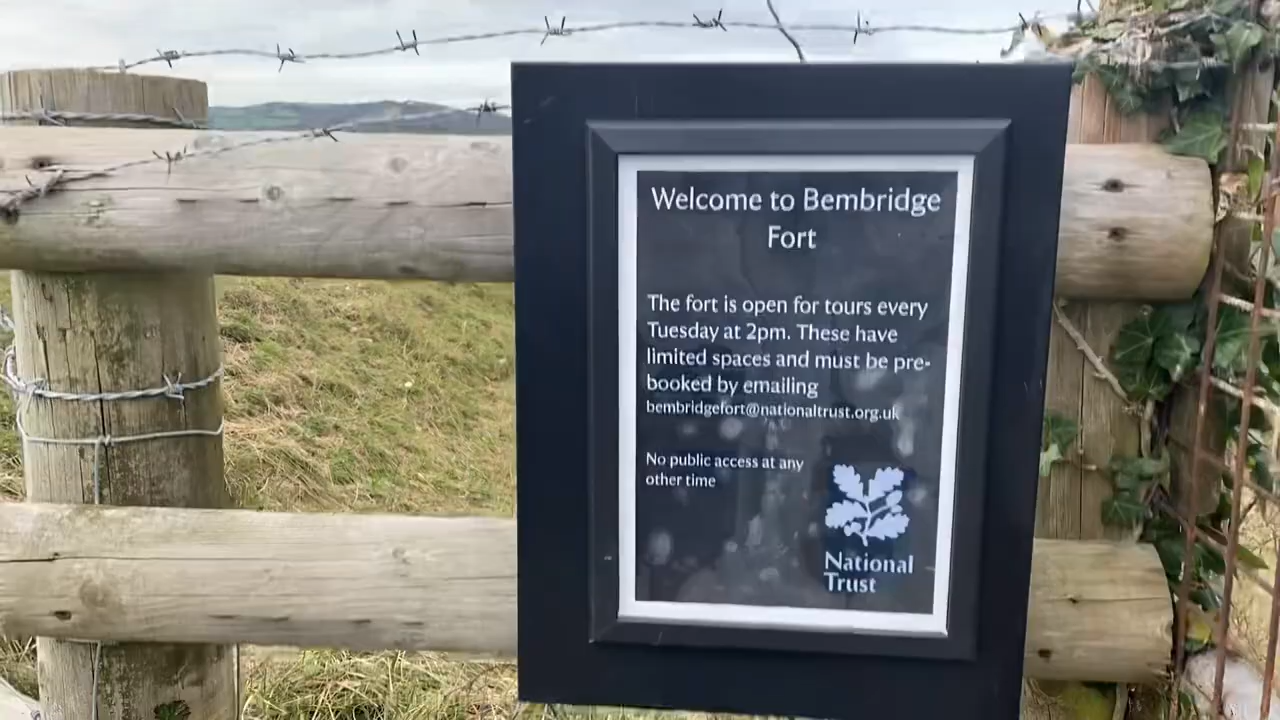 Welcome to Bembridge
Fort
The fort is open for tours every
Tuesday at 2pm. These have
limited spaces and must be pre-
booked by emailing
bembridgefort@nationaltrust.org.uk
No public access at any
other time
National
Trust